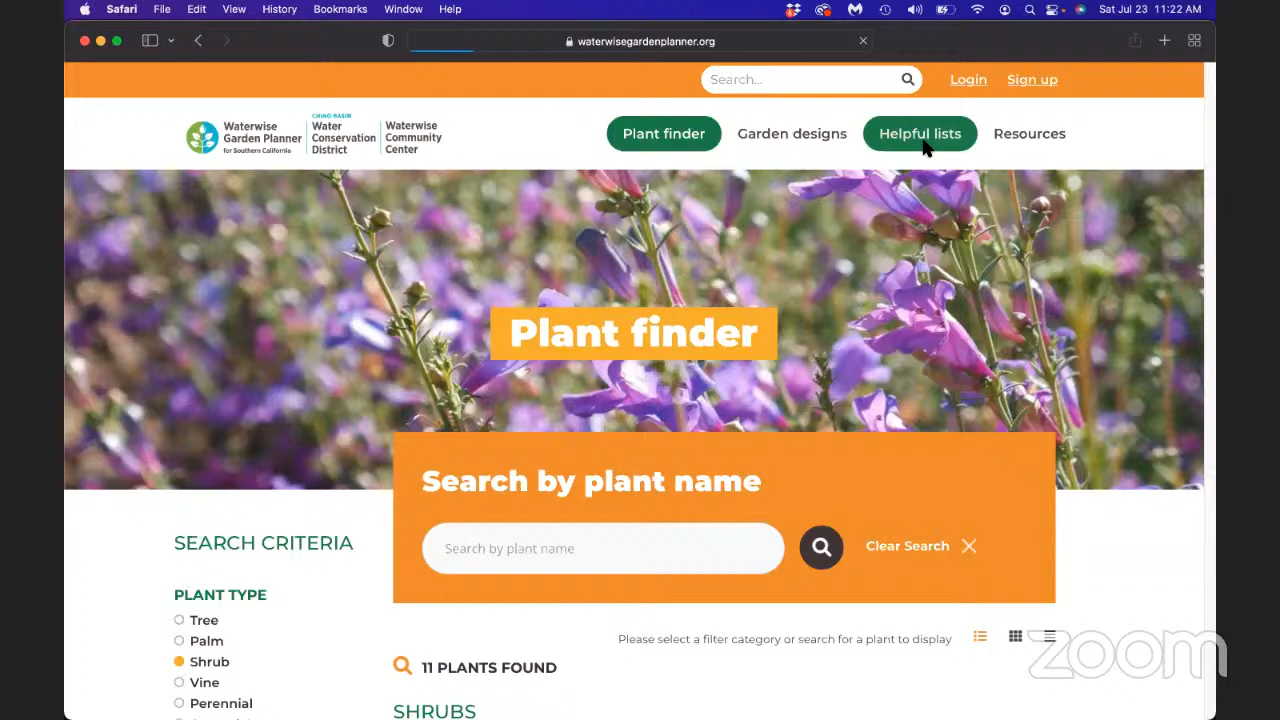 Safari File Edit View History Bookmarks Window Help Sat Jul 23 11:22 AM
waterwisegardenplanner.org
Search... Login Sign up
Waterwise
Garden Planner
for Southern California
CHINO BASIN
Water
Conservation
District
Waterwise
Community
Center
Plant finder Garden designs Helpful lists Resources
Plant finder
Search by plant name
Search by plant name Clear Search
SEARCH CRITERIA
PLANT TYPE
Tree
Palm
Shrub
Vine
Perennial
Please select a filter category or search for a plant to display
11 PLANTS FOUND
SHRUBS
zoom